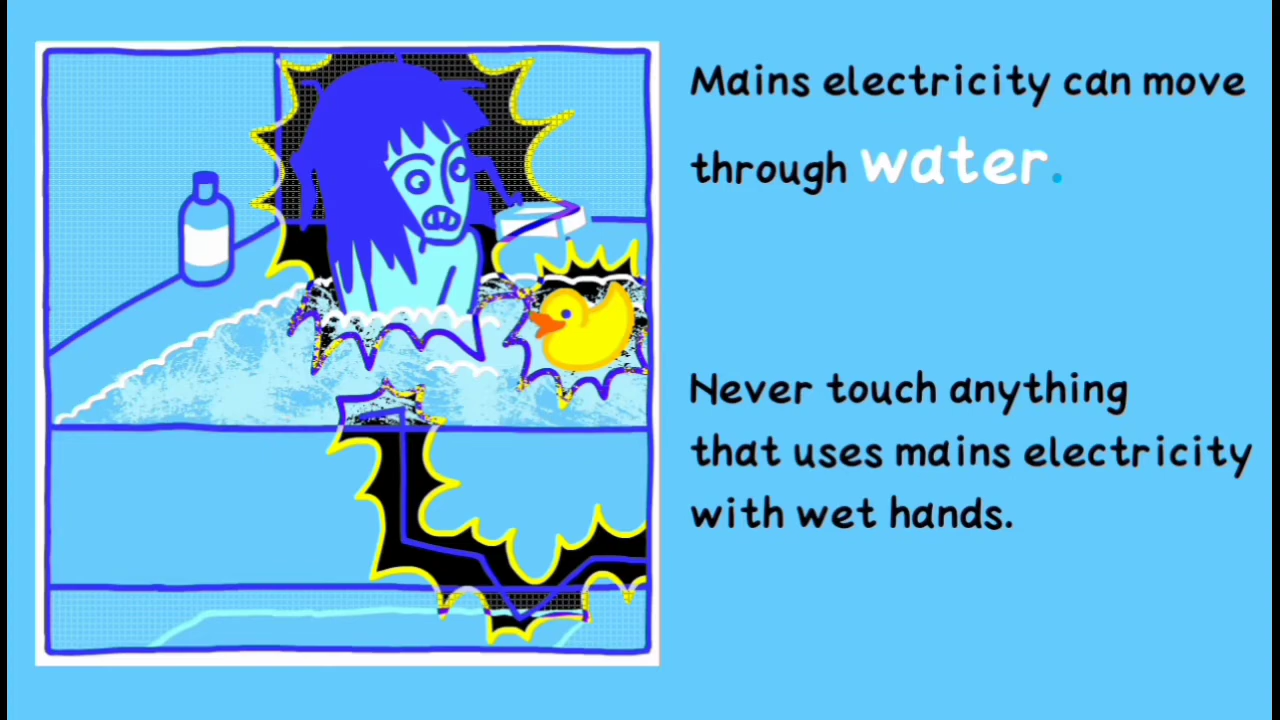 Mains electricity can move
through water.
Never touch anything
that uses mains electricity
with wet hands.